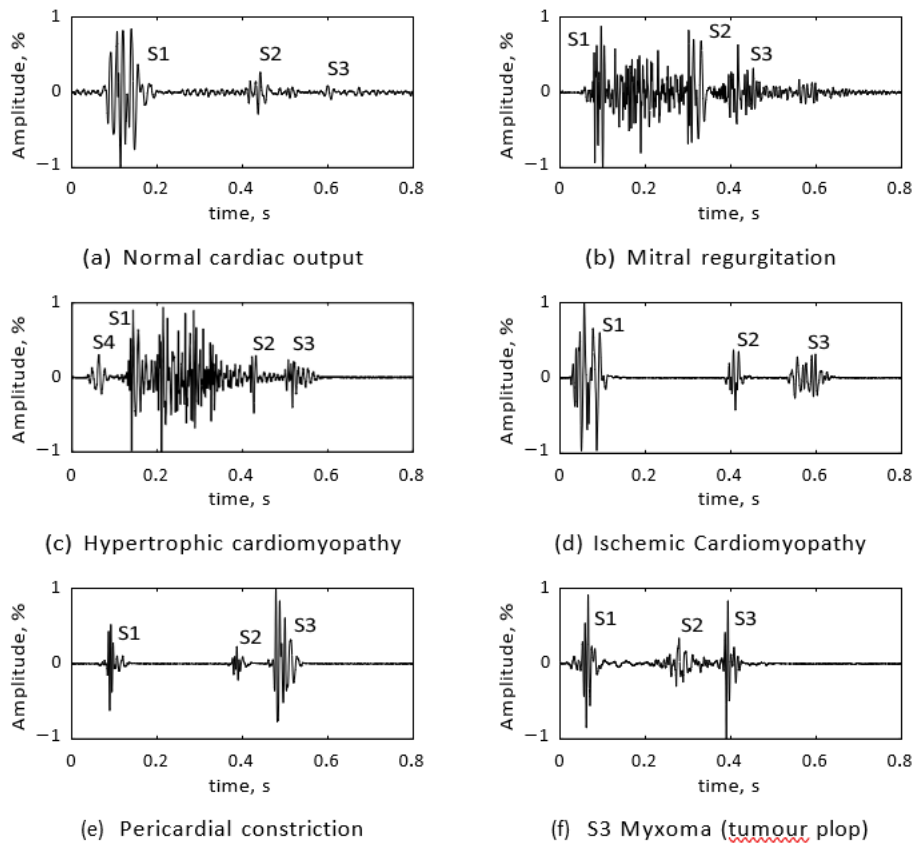 Amplitude, %
1
0
−1
S1
S2
S3
0 0.2 0.4 0.6 0.8
time, s
(a) Normal cardiac output
Amplitude, %
1
0
−1
S1
S2
S3
0 0.2 0.4 0.6 0.8
time, s
(b) Mitral regurgitation
Amplitude, %
1
0
−1
S4
S1
S2
S3
0 0.2 0.4 0.6 0.8
time, s
(c) Hypertrophic cardiomyopathy
Amplitude, %
1
0
−1
S1
S2
S3
0 0.2 0.4 0.6 0.8
time, s
(d) Ischemic Cardiomyopathy
Amplitude, %
1
0
−1
S1
S2
S3
0 0.2 0.4 0.6 0.8
time, s
(e) Pericardial constriction
Amplitude, %
1
0
−1
S1
S2
S3
0 0.2 0.4 0.6 0.8
time, s
(f) S3 Myxoma (tumour plop)